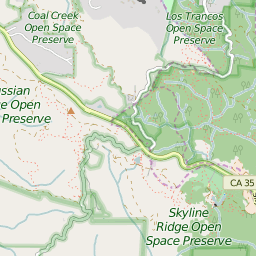 Coal Creek
Open Space
Preserve
Los Trancos
Open Space
Preserve
ssian
e Open
Preserve
CA 35
Skyline
Ridge Open
Space Preserve